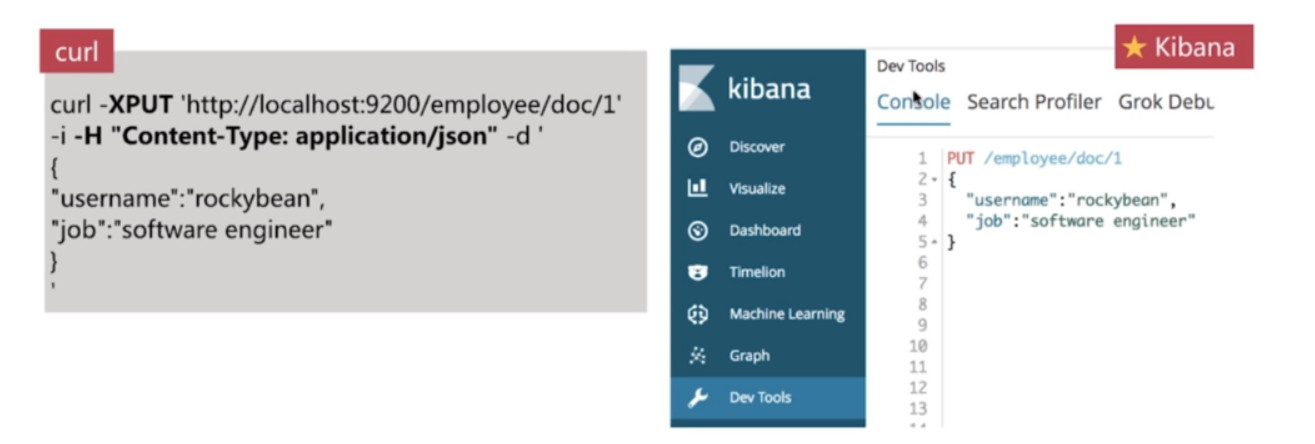 curl
curl -XPUT 'http://localhost:9200/employee/doc/1'
-i -H "Content-Type: application/json" -d '
{
"username":"rockybean",
"job":"software engineer"
}
'
Kibana
kibana
Discover
Visualize
Dashboard
Timelion
Machine Learning
Graph
Dev Tools
Dev Tools
Console Search Profiler Grok Debu
1 PUT /employee/doc/1
2 {
3 "username":"rockybean",
4 "job":"software engineer"
5 }
6
7
8
9
10
11
12
13